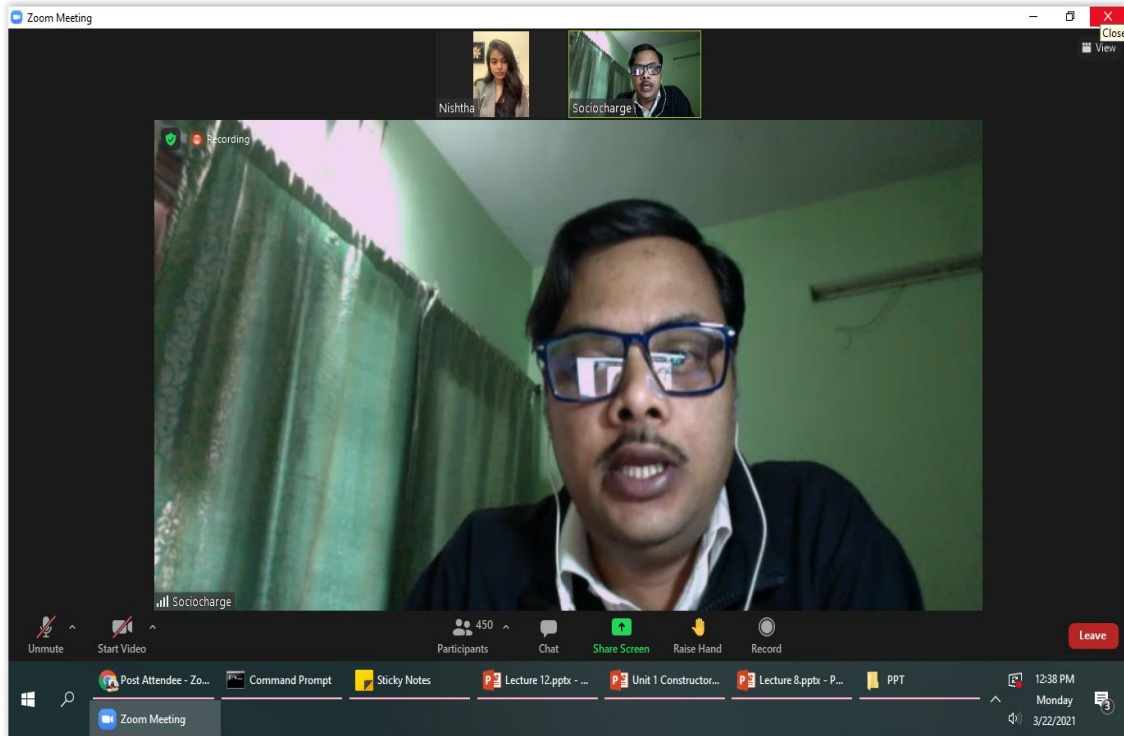 Zoom Meeting
Close
View
Nishtha
Sociocharge
Recording
Sociocharge
Unmute
Start Video
450
Participants
Chat
Share Screen
Raise Hand
Record
Leave
Post Attendee - Zo...
Command Prompt
Sticky Notes
Lecture 12.pptx - ...
Unit 1 Constructor...
Lecture 8.pptx - P...
PPT
Zoom Meeting
12:38 PM
Monday
3/22/2021
3